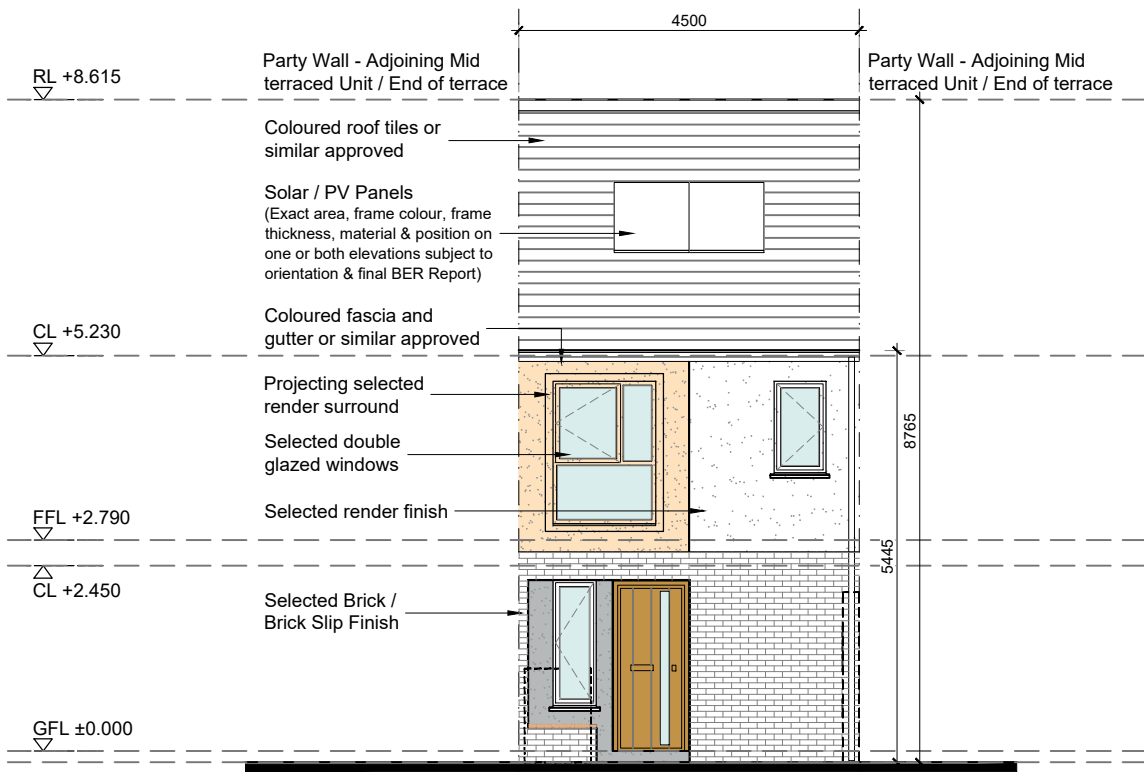 4500
Party Wall - Adjoining Mid
terraced Unit / End of terrace
Party Wall - Adjoining Mid
terraced Unit / End of terrace
RL +8.615
Coloured roof tiles or
similar approved
Solar / PV Panels
(Exact area, frame colour, frame
thickness, material & position on
one or both elevations subject to
orientation & final BER Report)
Coloured fascia and
gutter or similar approved
CL +5.230
Projecting selected
render surround
Selected double
glazed windows
8765
Selected render finish
FFL +2.790
5445
CL +2.450
Selected Brick /
Brick Slip Finish
GFL ±0.000